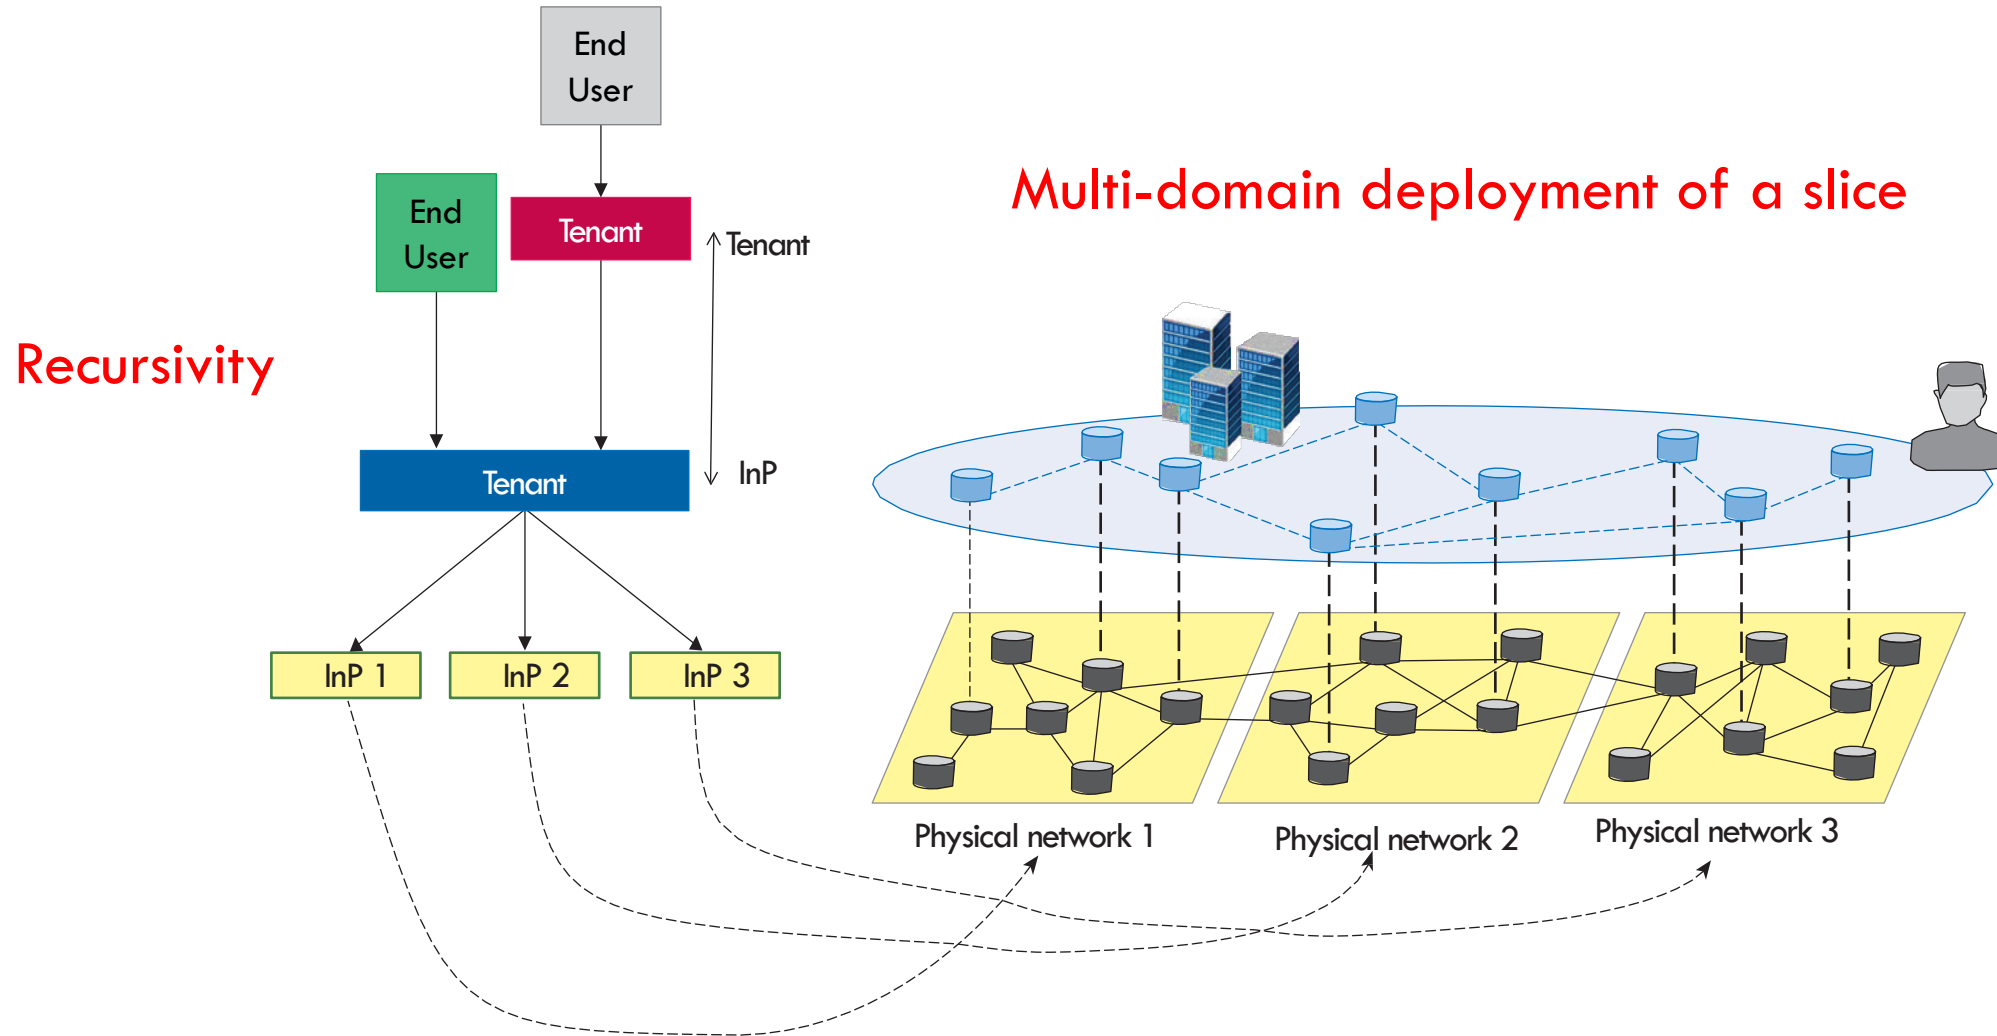 End
User
Multi-domain deployment of a slice
End
User
Tenant
Tenant
Recursivity
Tenant
InP
InP 1
InP 2
InP 3
Physical network 1
Physical network 2
Physical network 3